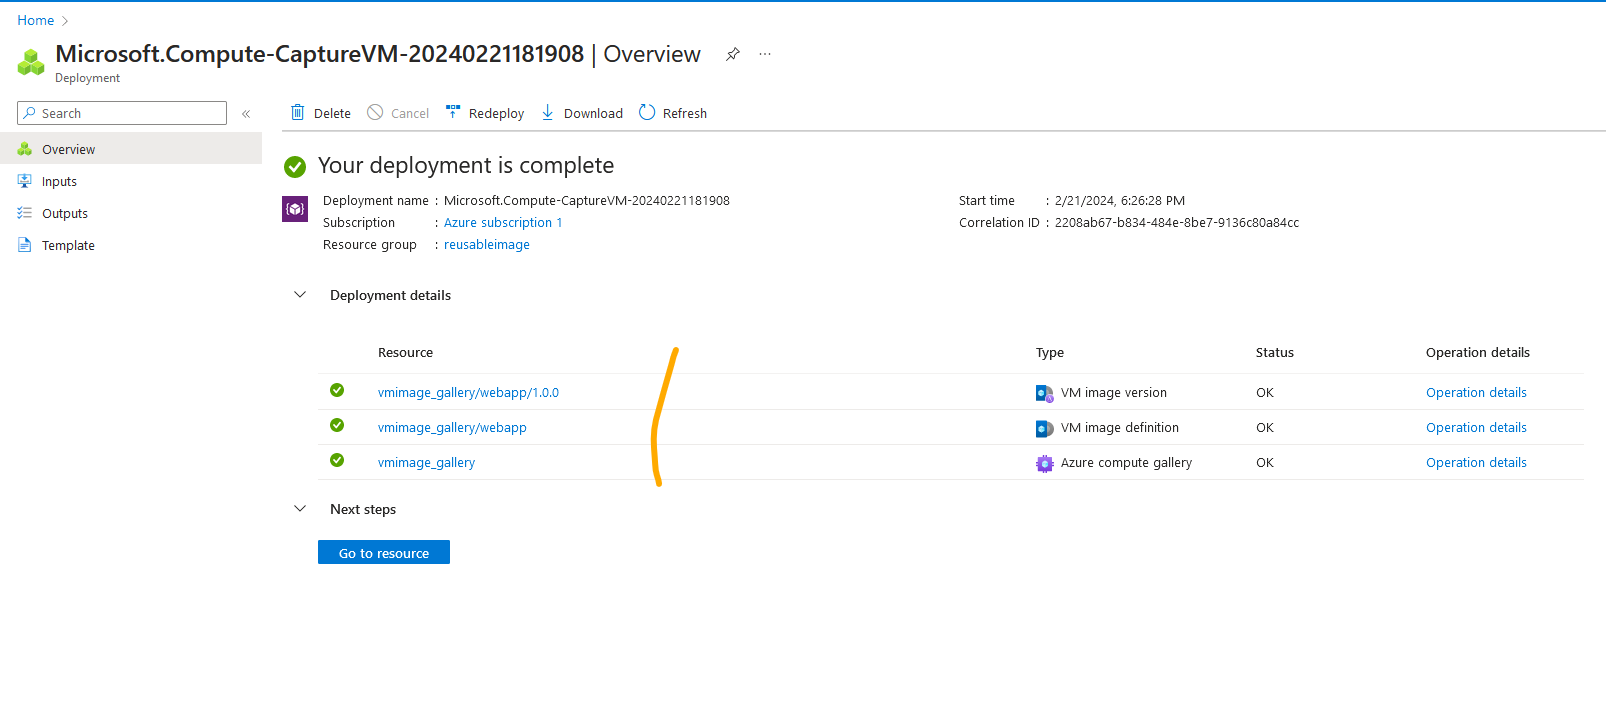 Home
Microsoft.Compute-CaptureVM-20240221181908 | Overview
Deployment
Search
Delete Cancel Redeploy Download Refresh
Overview
Inputs
Outputs
Template
Your deployment is complete
Deployment name : Microsoft.Compute-CaptureVM-20240221181908
Subscription : Azure subscription 1
Resource group : reusableimage
Start time : 2/21/2024, 6:26:28 PM
Correlation ID : 2208ab67-b834-484e-8be7-9136c80a84cc
Deployment details
Resource Type Status Operation details
vmimage_gallery/webapp/1.0.0 VM image version OK Operation details
vmimage_gallery/webapp VM image definition OK Operation details
vmimage_gallery Azure compute gallery OK Operation details
Next steps
Go to resource